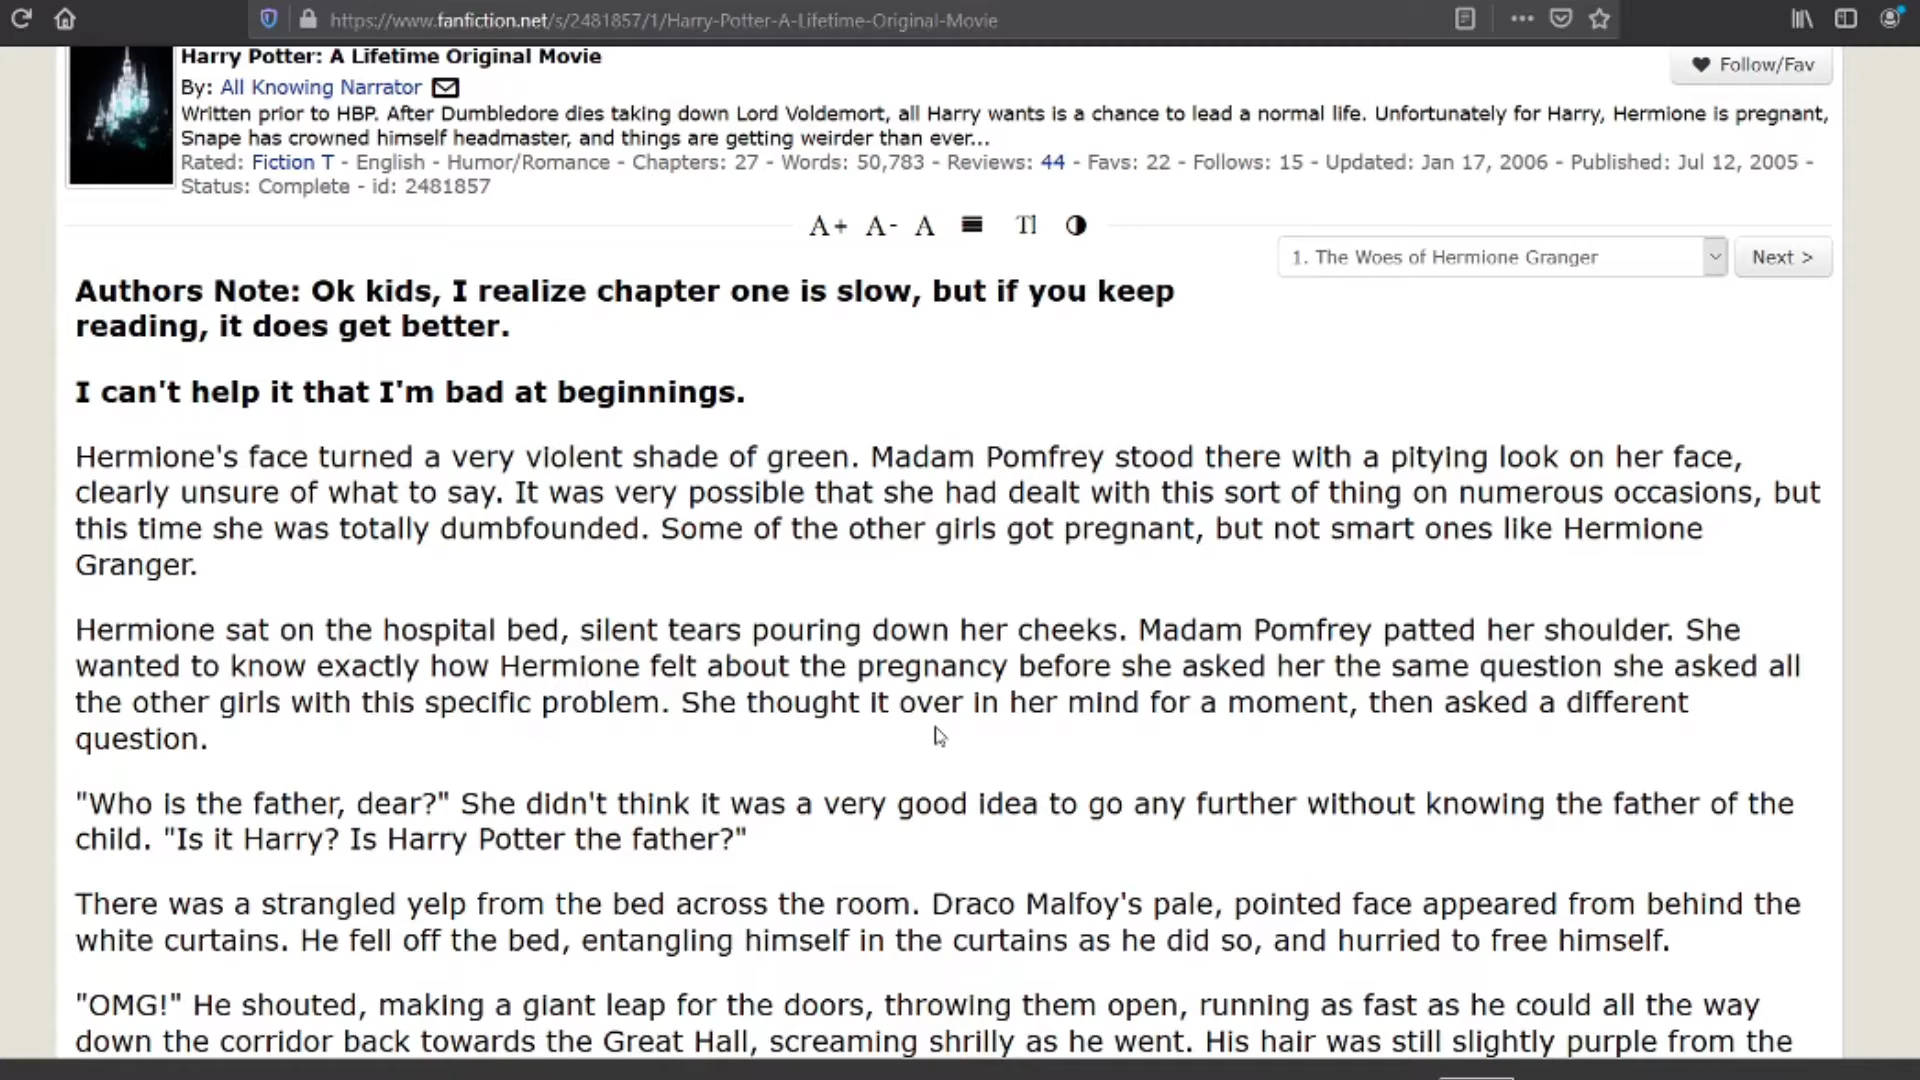 https://www.fanfiction.net/s/2481857/1/Harry-Potter-A-Lifetime-Original-Movie
Harry Potter: A Lifetime Original Movie
Follow/Fav
By: All Knowing Narrator
Written prior to HBP. After Dumbledore dies taking down Lord Voldemort, all Harry wants is a chance to lead a normal life. Unfortunately for Harry, Hermione is pregnant,
Snape has crowned himself headmaster, and things are getting weirder than ever...
Rated: Fiction T - English - Humor/Romance - Chapters: 27 - Words: 50,783 - Reviews: 44 - Favs: 22 - Follows: 15 - Updated: Jan 17, 2006 - Published: Jul 12, 2005 -
Status: Complete - id: 2481857
A+ A- A TI
1. The Woes of Hermione Granger
Next >
Authors Note: Ok kids, I realize chapter one is slow, but if you keep
reading, it does get better.
I can't help it that I'm bad at beginnings.
Hermione's face turned a very violent shade of green. Madam Pomfrey stood there with a pitying look on her face,
clearly unsure of what to say. It was very possible that she had dealt with this sort of thing on numerous occasions, but
this time she was totally dumbfounded. Some of the other girls got pregnant, but not smart ones like Hermione
Granger.
Hermione sat on the hospital bed, silent tears pouring down her cheeks. Madam Pomfrey patted her shoulder. She
wanted to know exactly how Hermione felt about the pregnancy before she asked her the same question she asked all
the other girls with this specific problem. She thought it over in her mind for a moment, then asked a different
question.
"Who is the father, dear?" She didn't think it was a very good idea to go any further without knowing the father of the
child. "Is it Harry? Is Harry Potter the father?"
There was a strangled yelp from the bed across the room. Draco Malfoy's pale, pointed face appeared from behind the
white curtains. He fell off the bed, entangling himself in the curtains as he did so, and hurried to free himself.
"OMG!" He shouted, making a giant leap for the doors, throwing them open, running as fast as he could all the way
down the corridor back towards the Great Hall, screaming shrilly as he went. His hair was still slightly purple from the